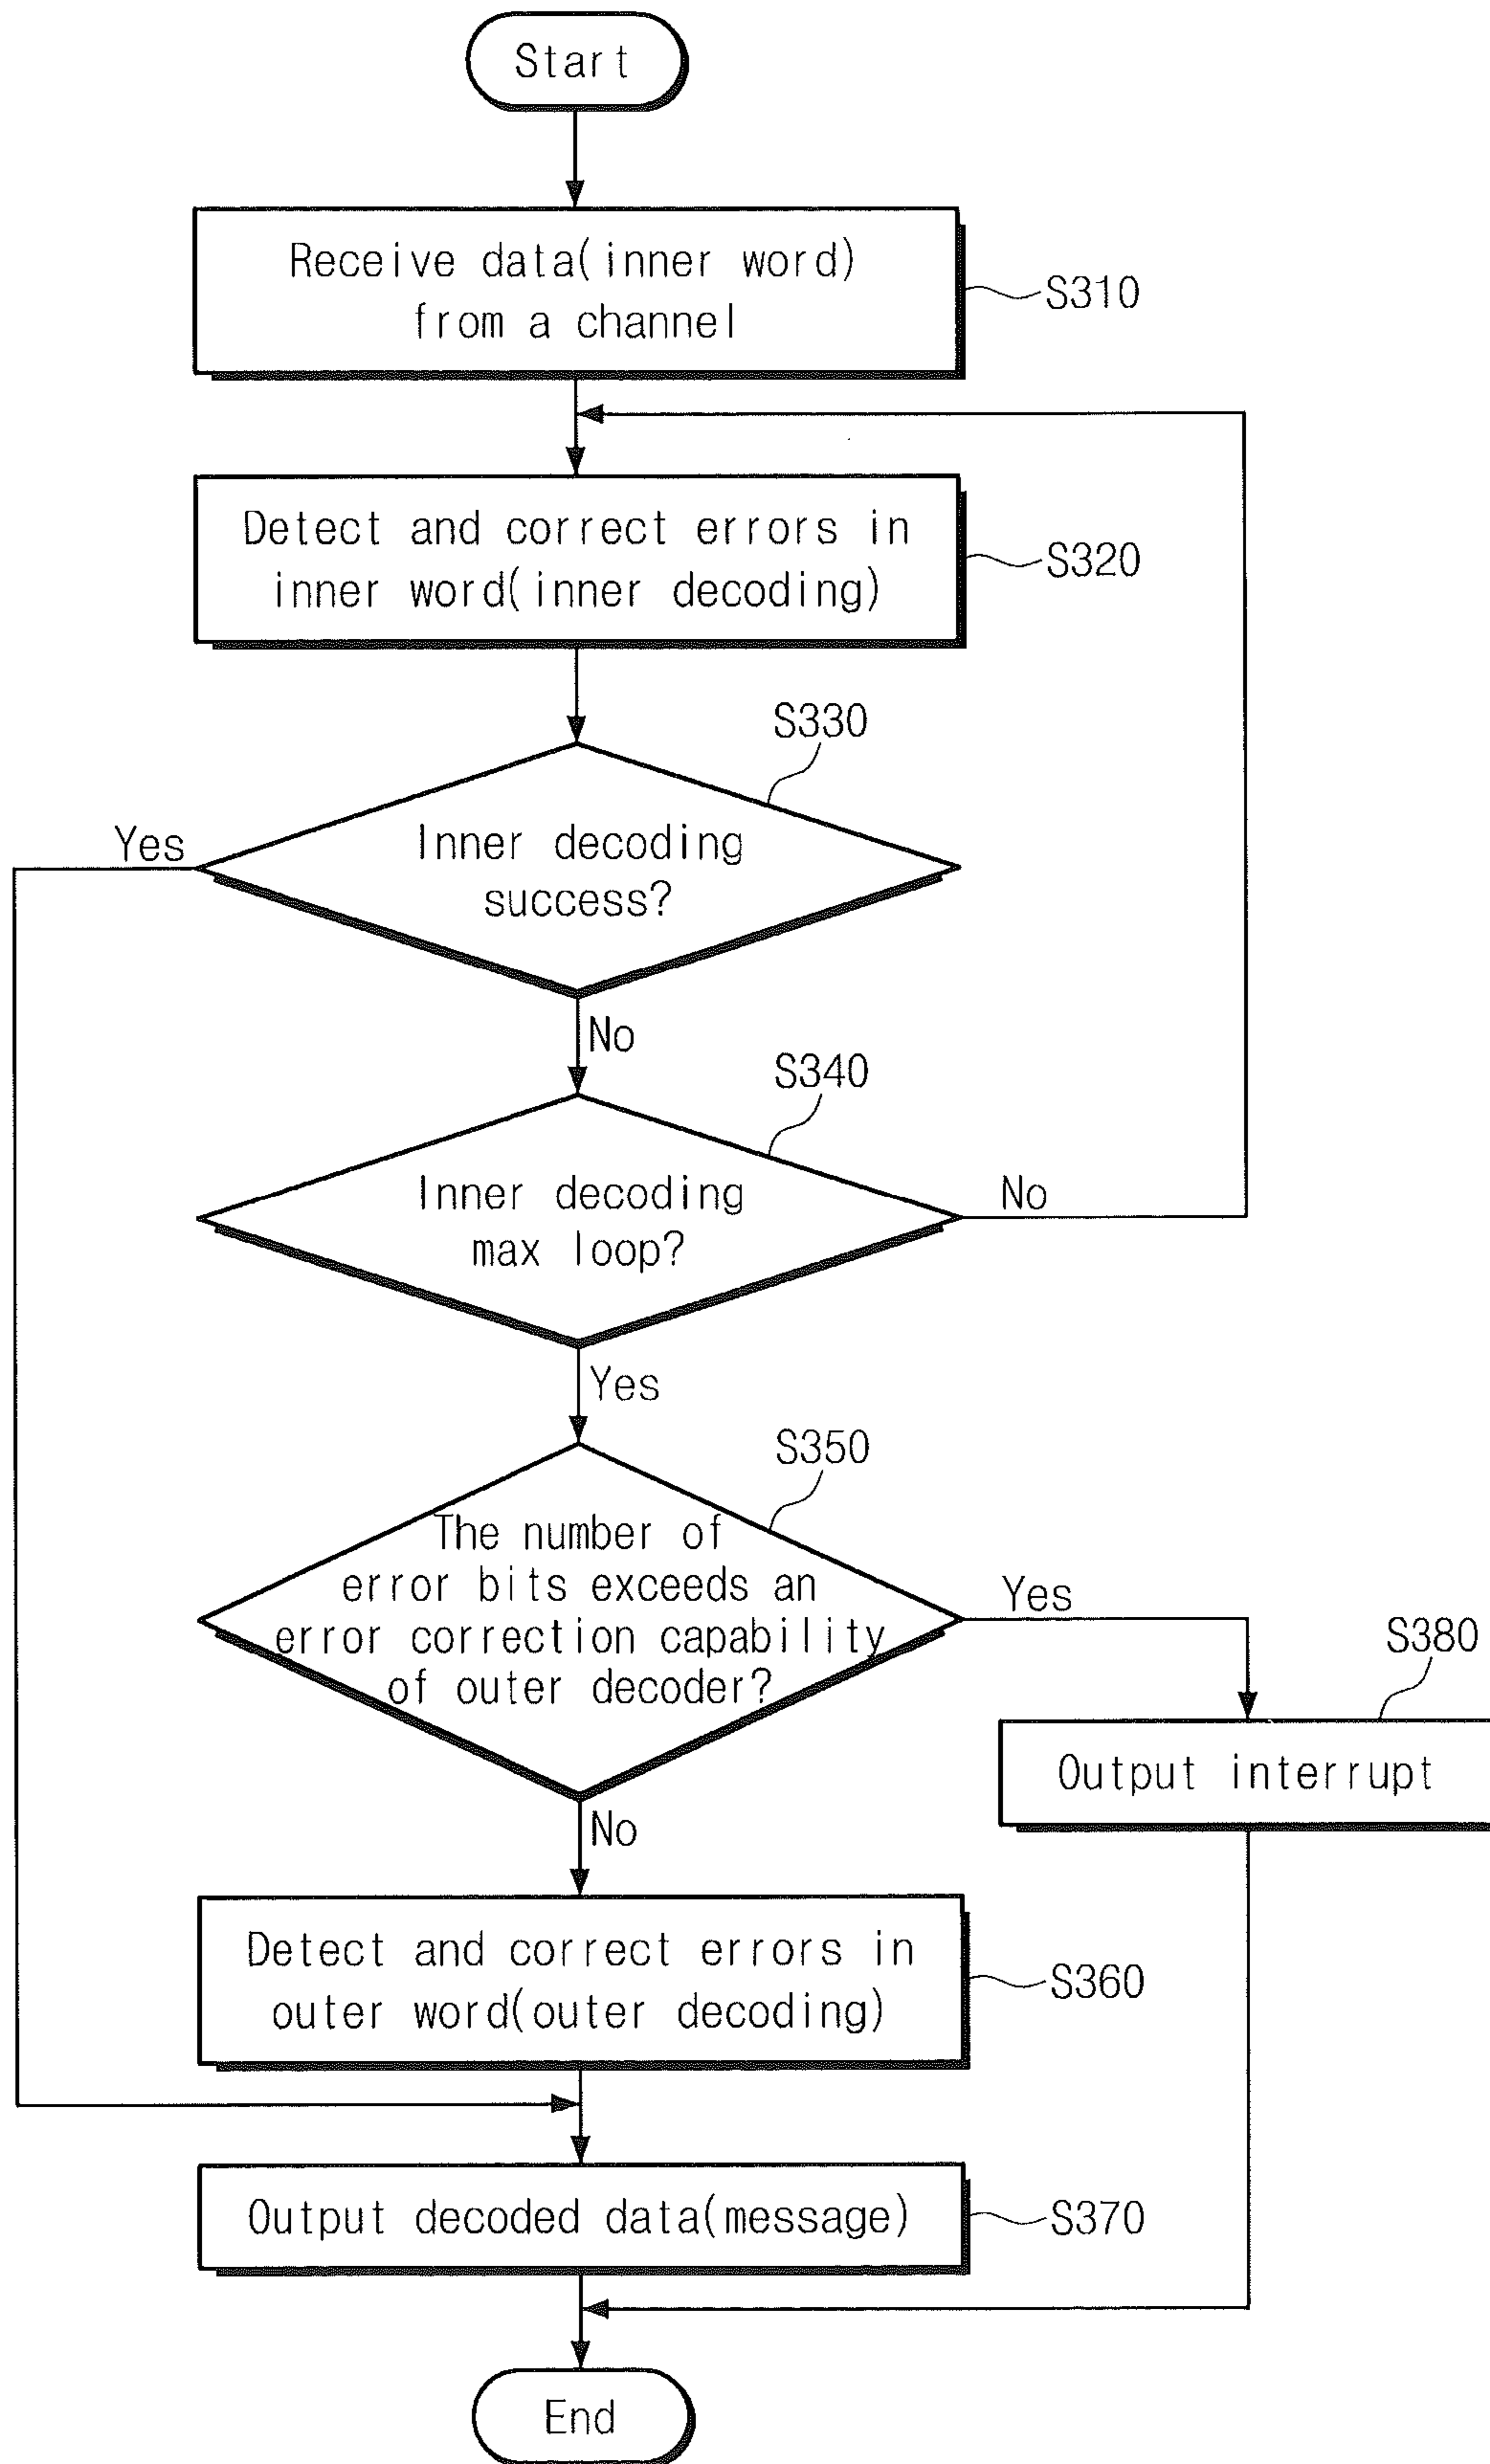 Start
Receive data(inner word)
from a channel
S310
Detect and correct errors in
inner word(inner decoding)
S320
S330
Yes
Inner decoding
success?
No
S340
Inner decoding
max loop?
No
Yes
S350
The number of
error bits exceeds an
error correction capability
of outer decoder?
Yes
S380
Output interrupt
No
Detect and correct errors in
outer word(outer decoding)
S360
Output decoded data(message)
S370
End